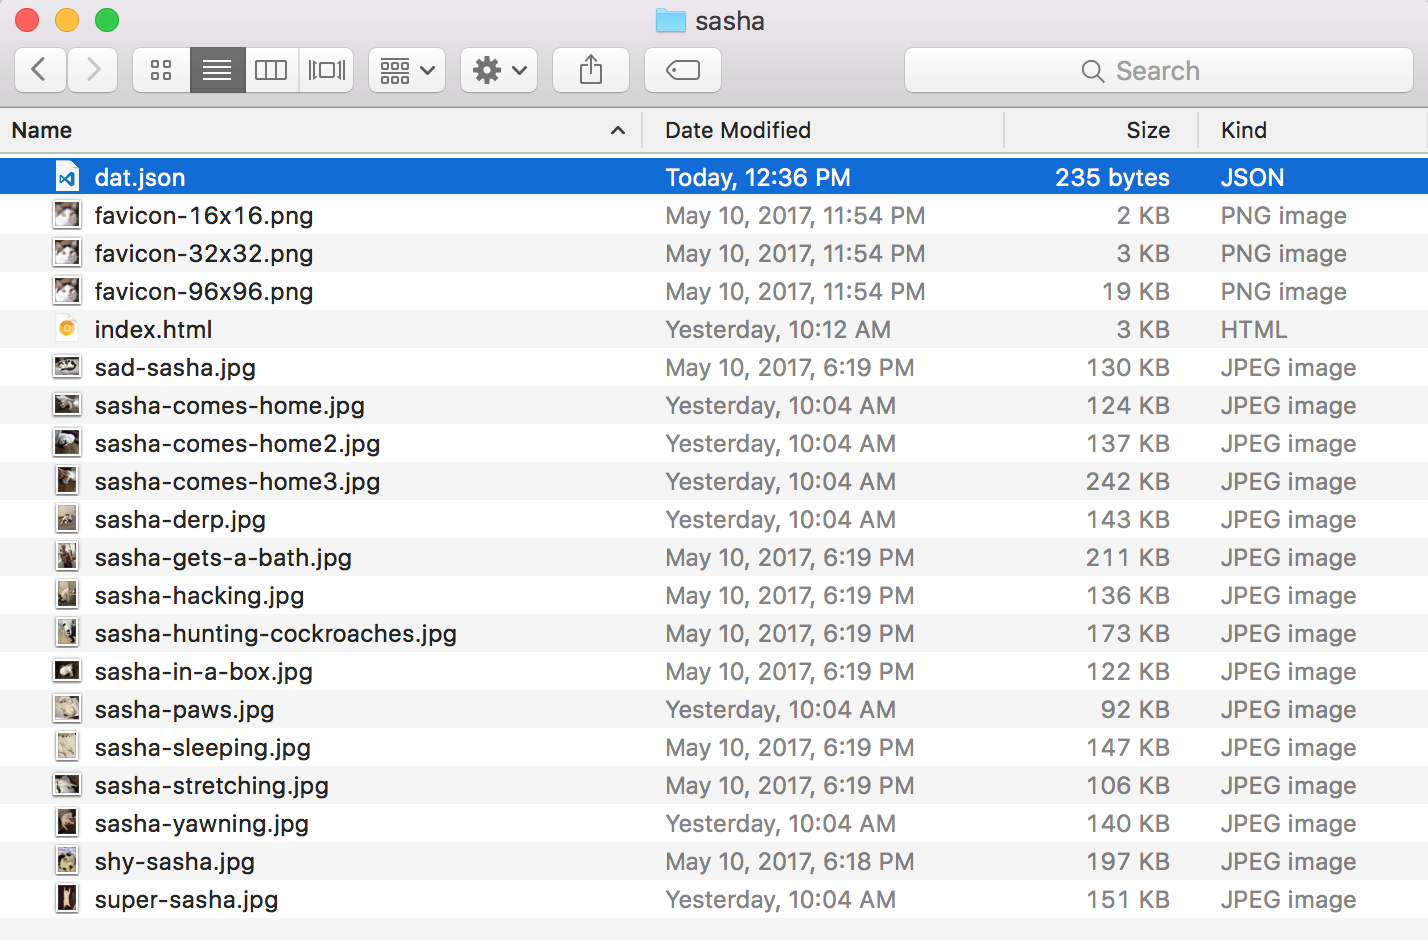 sasha
Search
Name Date Modified Size Kind
dat.json Today, 12:36 PM 235 bytes JSON
favicon-16x16.png May 10, 2017, 11:54 PM 2 KB PNG image
favicon-32x32.png May 10, 2017, 11:54 PM 3 KB PNG image
favicon-96x96.png May 10, 2017, 11:54 PM 19 KB PNG image
index.html Yesterday, 10:12 AM 3 KB HTML
sad-sasha.jpg May 10, 2017, 6:19 PM 130 KB JPEG image
sasha-comes-home.jpg Yesterday, 10:04 AM 124 KB JPEG image
sasha-comes-home2.jpg Yesterday, 10:04 AM 137 KB JPEG image
sasha-comes-home3.jpg Yesterday, 10:04 AM 242 KB JPEG image
sasha-derp.jpg Yesterday, 10:04 AM 143 KB JPEG image
sasha-gets-a-bath.jpg May 10, 2017, 6:19 PM 211 KB JPEG image
sasha-hacking.jpg May 10, 2017, 6:19 PM 136 KB JPEG image
sasha-hunting-cockroaches.jpg May 10, 2017, 6:19 PM 173 KB JPEG image
sasha-in-a-box.jpg May 10, 2017, 6:19 PM 122 KB JPEG image
sasha-paws.jpg Yesterday, 10:04 AM 92 KB JPEG image
sasha-sleeping.jpg May 10, 2017, 6:19 PM 147 KB JPEG image
sasha-stretching.jpg May 10, 2017, 6:19 PM 106 KB JPEG image
sasha-yawning.jpg Yesterday, 10:04 AM 140 KB JPEG image
shy-sasha.jpg May 10, 2017, 6:18 PM 197 KB JPEG image
super-sasha.jpg Yesterday, 10:04 AM 151 KB JPEG image